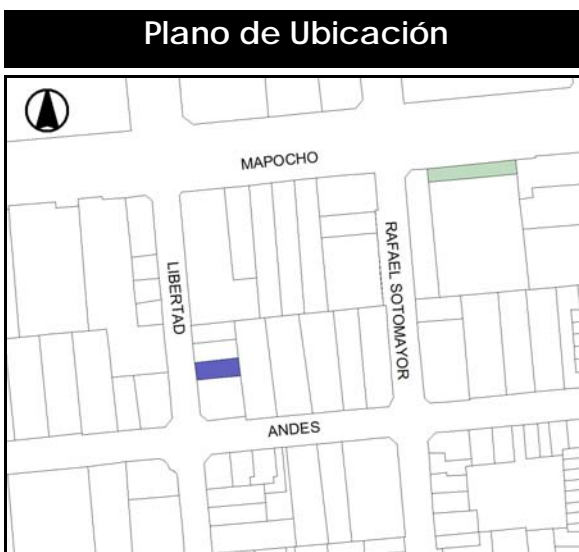 Plano de Ubicación
MAPOCHO
LIBERTAD
RAFAEL SOTOMAYOR
ANDES